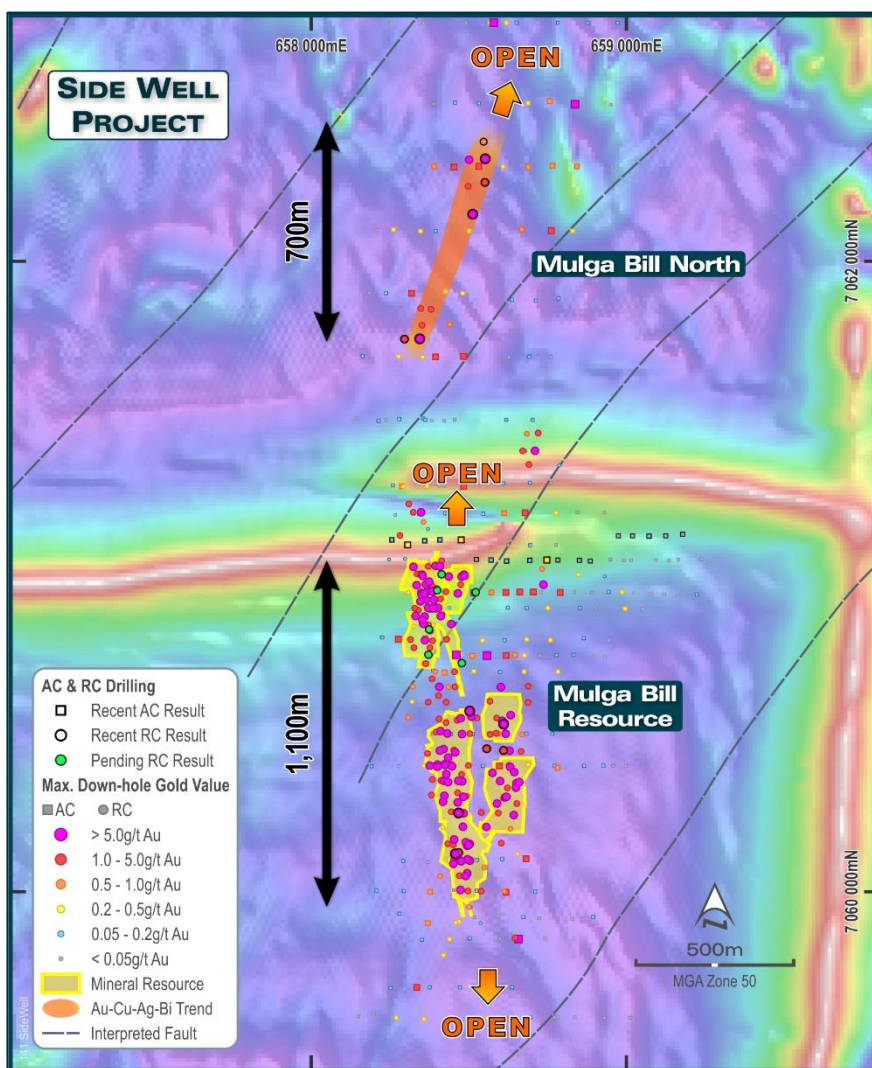 658 000mE
659 000mE
SIDE WELL
PROJECT
OPEN
700m
Mulga Bill North
7 062 000mN
OPEN
1,100m
Mulga Bill
Resource
AC & RC Drilling
Recent AC Result
Recent RC Result
Pending RC Result
Max. Down-hole Gold Value
AC
RC
> 5.0g/t Au
1.0 - 5.0g/t Au
0.5 - 1.0g/t Au
0.2 - 0.5g/t Au
0.05 - 0.2g/t Au
< 0.05g/t Au
Mineral Resource
Au-Cu-Ag-Bi Trend
Interpreted Fault
7 060 000mN
500m
MGA Zone 50
OPEN
141 SideWell